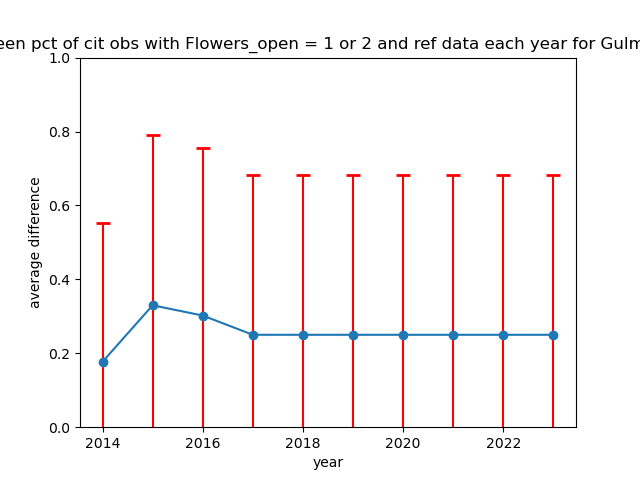 een pct of cit obs with Flowers_open = 1 or 2 and ref data each year for Gulm
1.0
0.8
0.6
0.4
0.2
0.0
average difference
2014 2016 2018 2020 2022
year